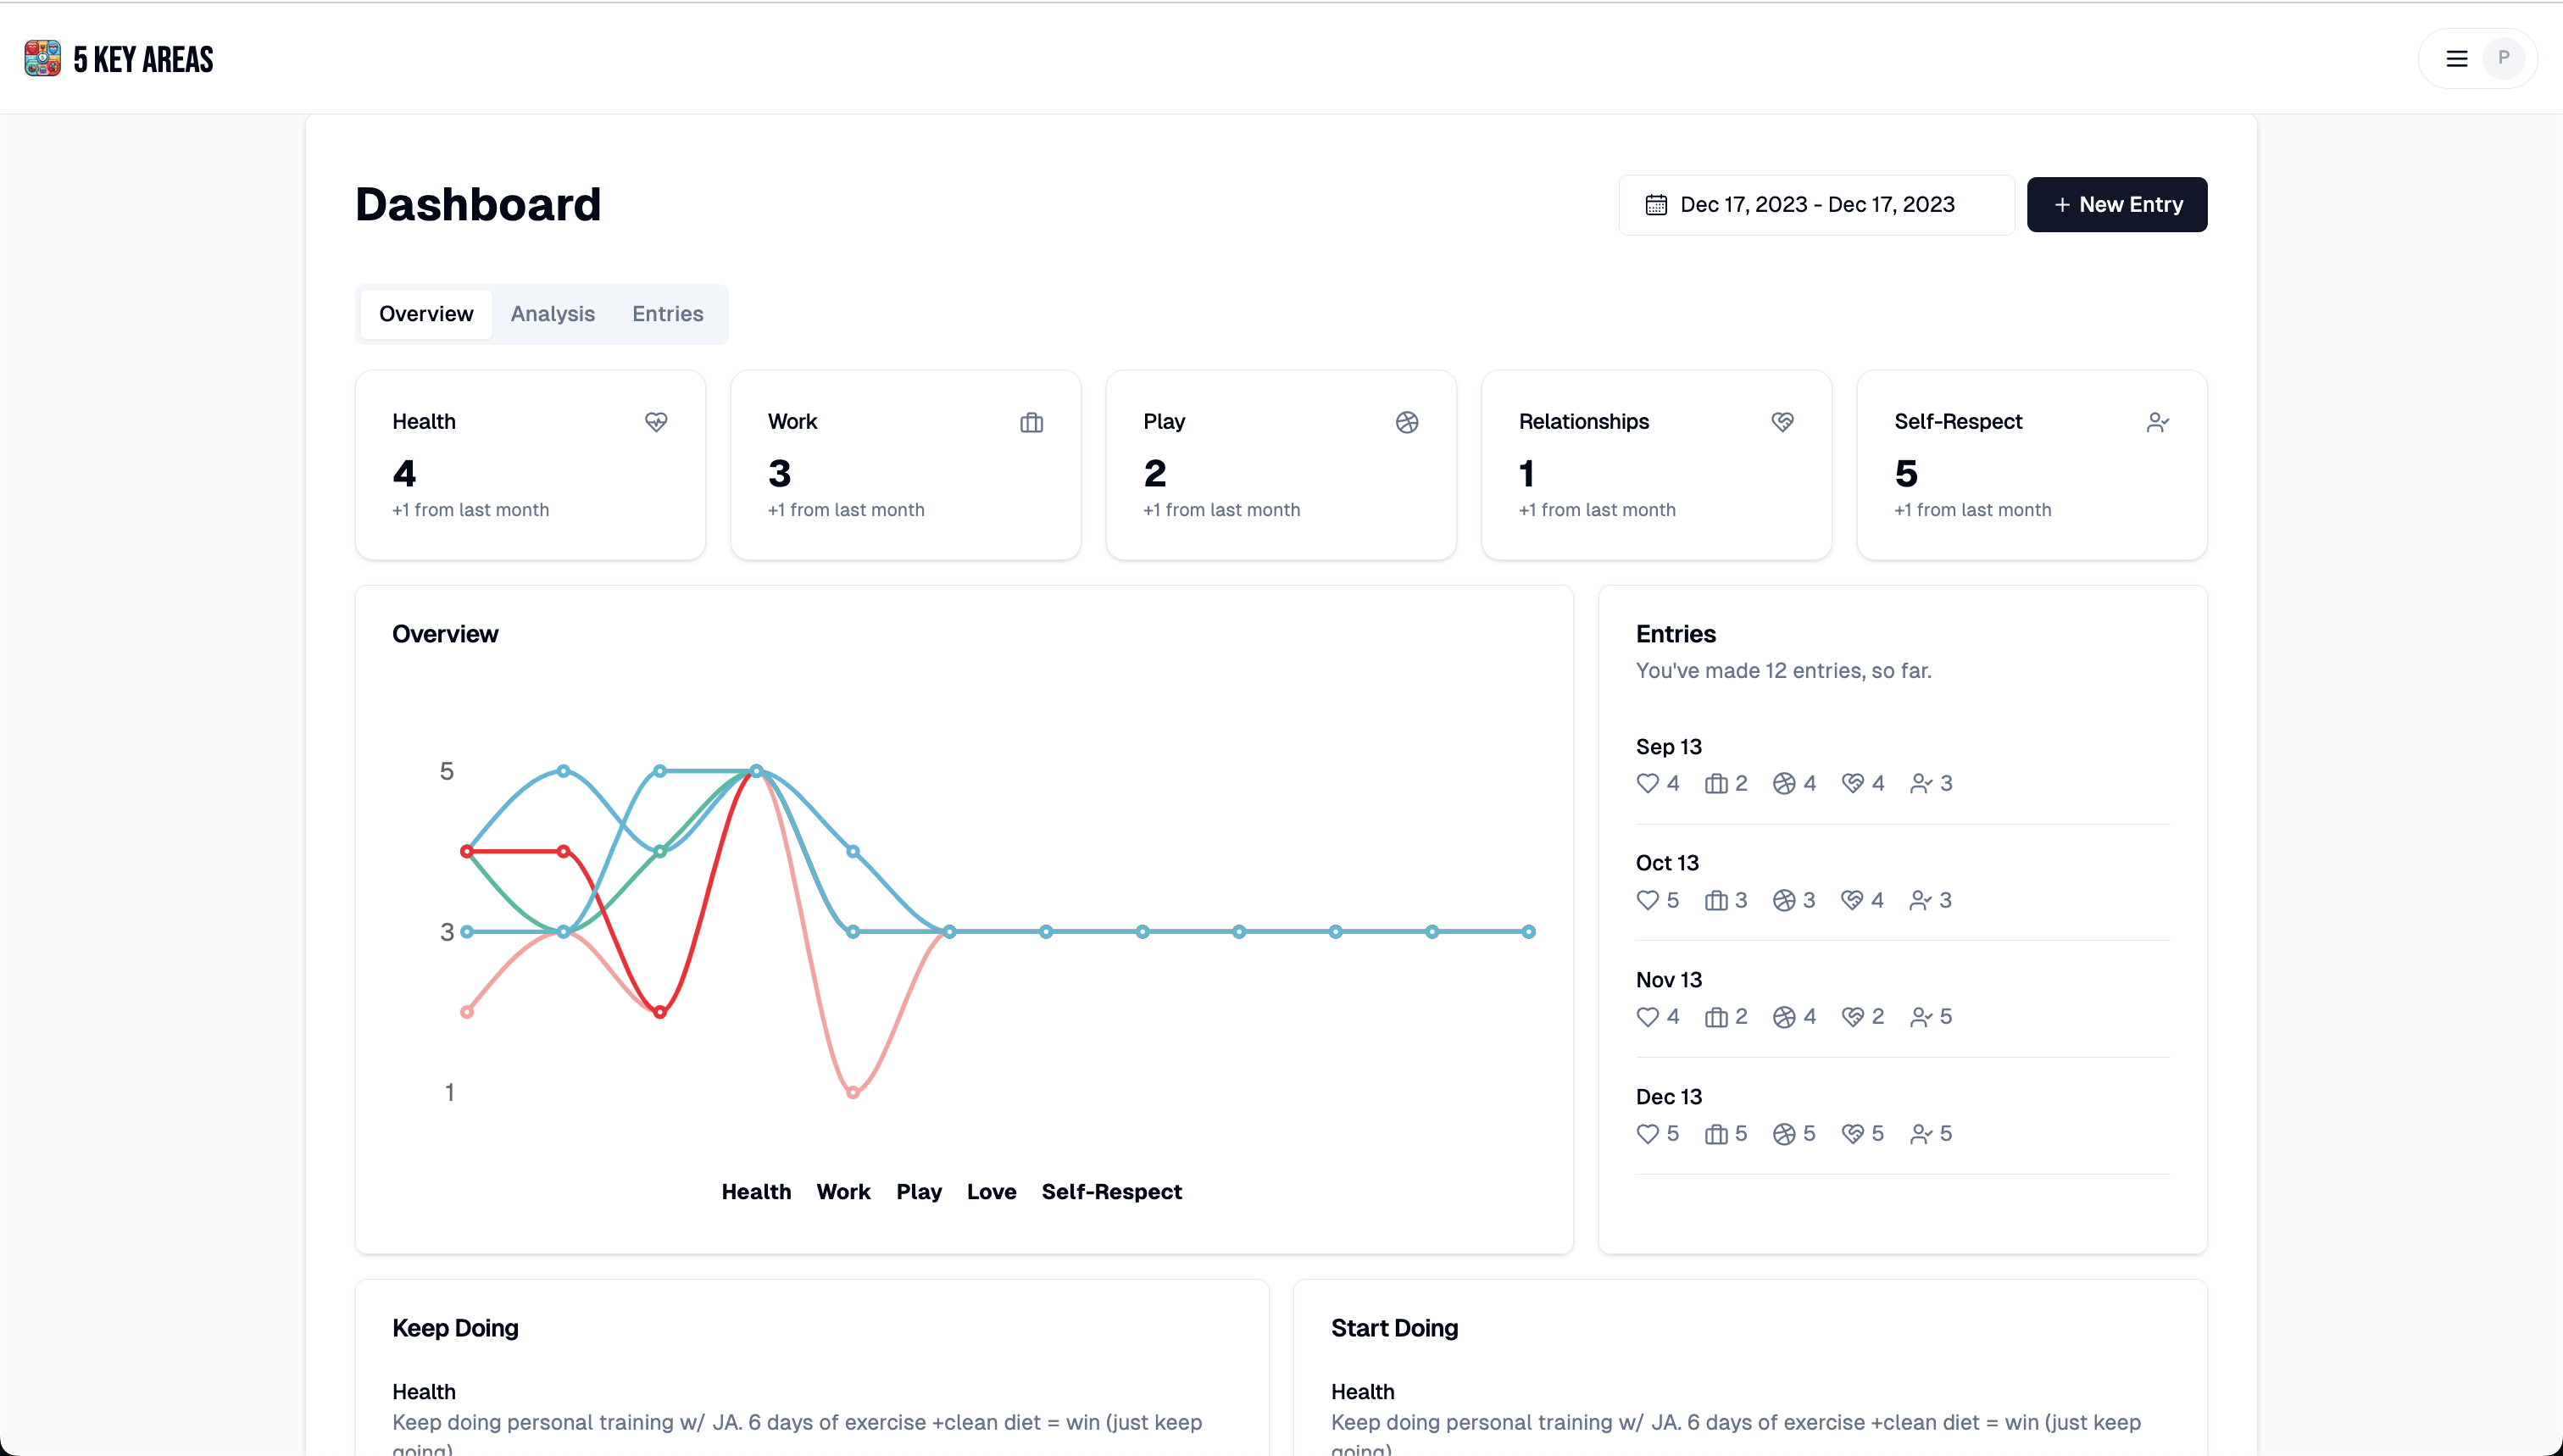 5 KEY AREAS
P
Dashboard
Dec 17, 2023 - Dec 17, 2023
+ New Entry
Overview Analysis Entries
Health
4
+1 from last month
Work
3
+1 from last month
Play
2
+1 from last month
Relationships
1
+1 from last month
Self-Respect
5
+1 from last month
Overview
5
3
1
Health Work Play Love Self-Respect
Entries
You've made 12 entries, so far.
Sep 13
4 2 4 4 3
Oct 13
5 3 3 4 3
Nov 13
4 2 4 2 5
Dec 13
5 5 5 5 5
Keep Doing
Health
Keep doing personal training w/ JA. 6 days of exercise +clean diet = win (just keep
going)
Start Doing
Health
Keep doing personal training w/ JA. 6 days of exercise +clean diet = win (just keep
going)